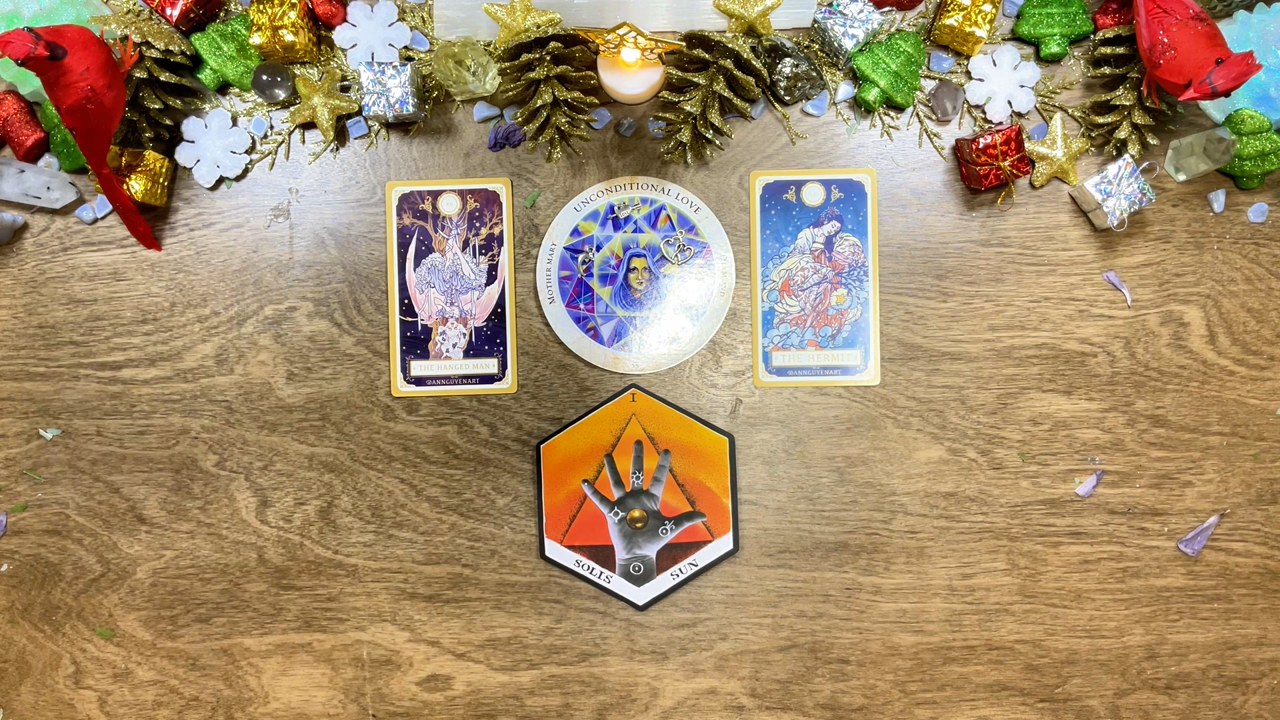 THE HANGED MAN
@ANNGUYENART
UNCONDITIONAL LOVE
MOTHER MARY
THE HERMIT
@ANNGUYENART
I
SOLIS SUN